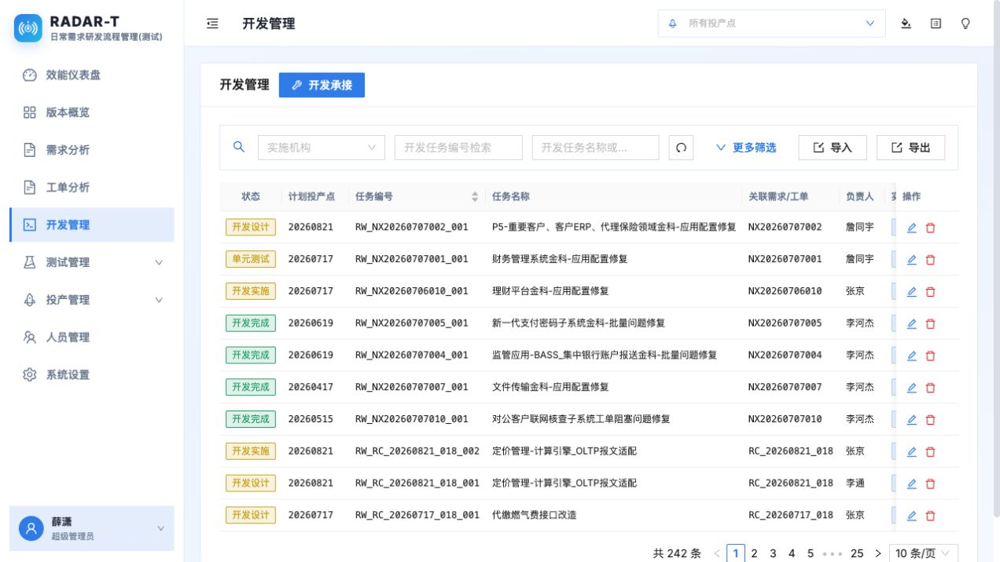 RADAR-T
日常需求研发流程管理(测试)
开发管理
所有投产点
效能仪表盘
版本概览
需求分析
工单分析
开发管理
测试管理
投产管理
人员管理
系统设置
薛潇
超级管理员
开发管理 开发承接
实施机构 开发任务编号检索 开发任务名称或... 更多筛选 导入 导出
状态 计划投产点 任务编号 任务名称 关联需求/工单 负责人 操作
开发设计 20260821 RW_NX20260707002_001 P5-重要客户、客户ERP、代理保险领域金科-应用配置修复 NX20260707002 詹同宇
单元测试 20260717 RW_NX20260707001_001 财务管理系统金科-应用配置修复 NX20260707001 詹同宇
开发实施 20260717 RW_NX20260706010_001 理财平台金科-应用配置修复 NX20260706010 张京
开发完成 20260619 RW_NX20260707005_001 新一代支付密码子系统金科-批量问题修复 NX20260707005 李河杰
开发完成 20260619 RW_NX20260707004_001 监管应用-BASS_集中银行账户报送金科-批量问题修复 NX20260707004 李河杰
开发完成 20260417 RW_NX20260707007_001 文件传输金科-应用配置修复 NX20260707007 李河杰
开发完成 20260515 RW_NX20260707010_001 对公客户联网核查子系统工单阻塞问题修复 NX20260707010 李河杰
开发实施 20260821 RW_RC_20260821_018_002 定价管理-计算引擎_OLTP报文适配 RC_20260821_018 张京
开发设计 20260821 RW_RC_20260821_018_001 定价管理-计算引擎_OLTP报文适配 RC_20260821_018 李通
开发设计 20260717 RW_RC_20260717_018_001 代缴燃气费接口改造 RC_20260717_018 张京
共 242 条 < 1 2 3 4 5 ••• 25 > 10 条/页